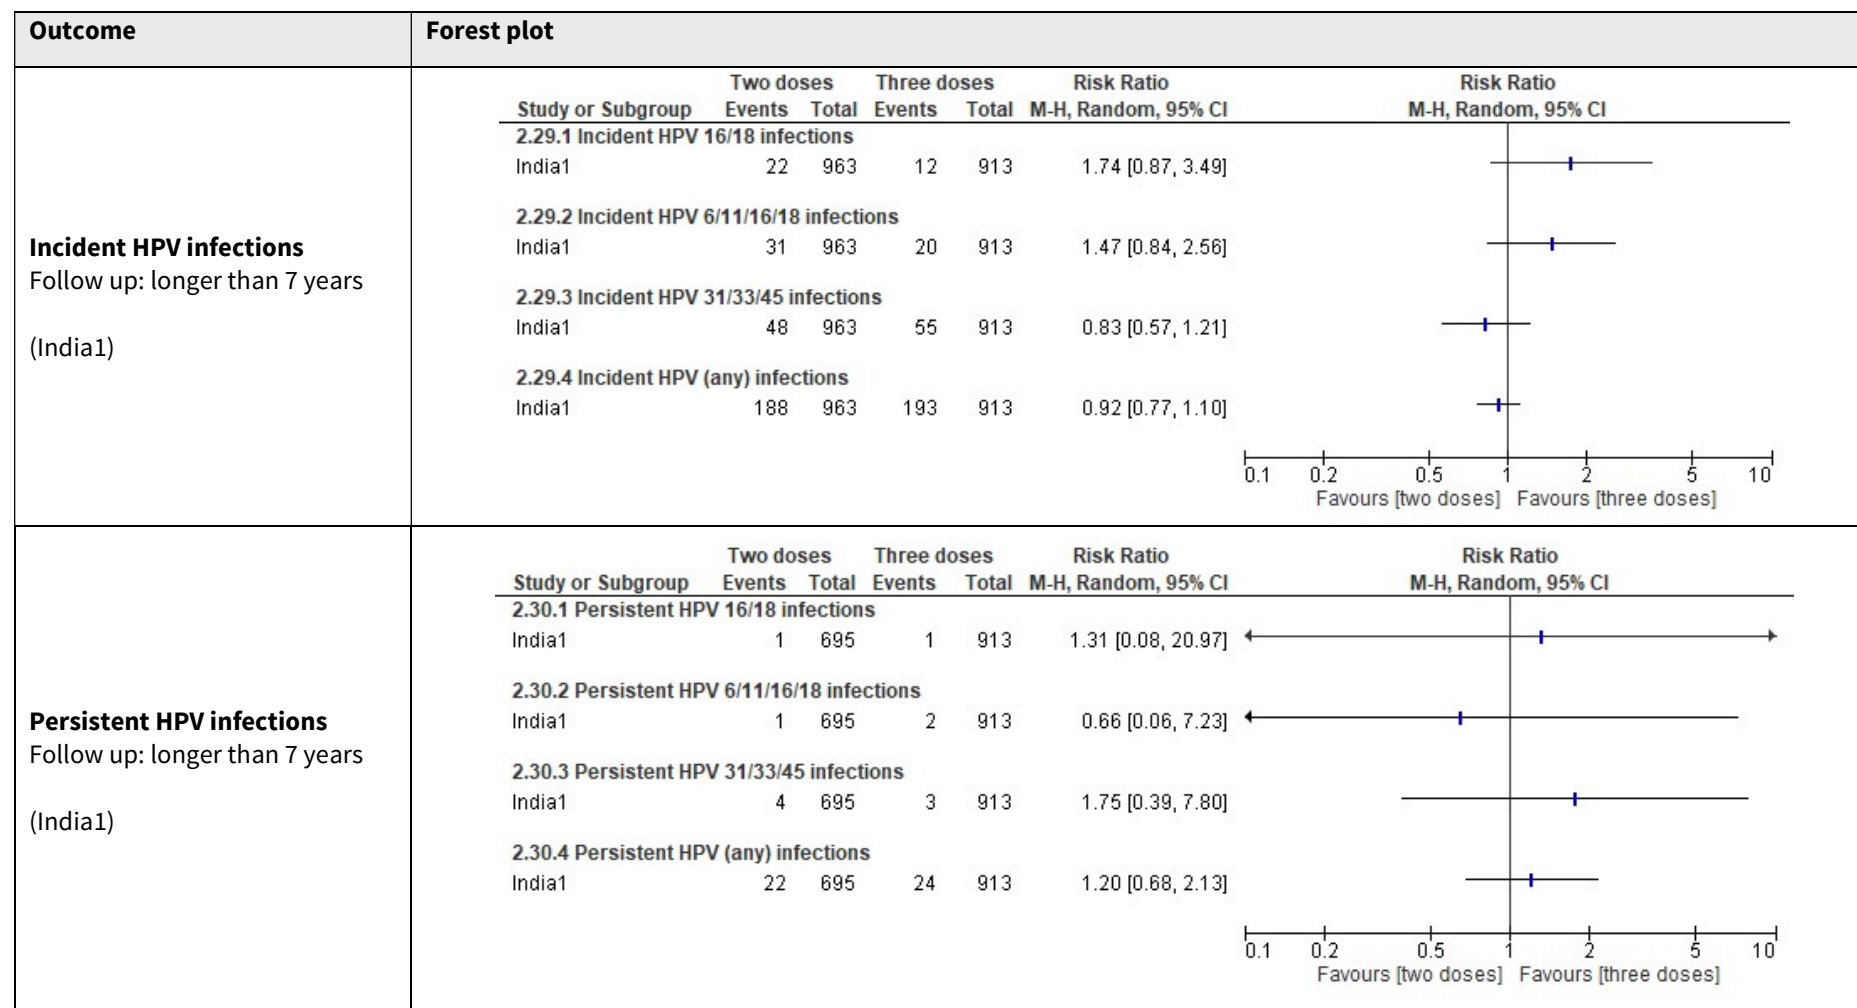 Outcome Forest plot
Two doses Three doses Risk Ratio Risk Ratio
Study or Subgroup Events Total Events Total M-H, Random, 95% CI M-H, Random, 95% CI
2.29.1 Incident HPV 16/18 infections
India1 22 963 12 913 1.74 [0.87, 3.49]
2.29.2 Incident HPV 6/11/16/18 infections
India1 31 963 20 913 1.47 [0.84, 2.56]
2.29.3 Incident HPV 31/33/45 infections
India1 48 963 55 913 0.83 [0.57, 1.21]
2.29.4 Incident HPV (any) infections
India1 188 963 193 913 0.92 [0.77, 1.10]
0.1 0.2 0.5 1 2 5 10
Favours [two doses] Favours [three doses]
Incident HPV infections
Follow up: longer than 7 years
(India1)
Two doses Three doses Risk Ratio Risk Ratio
Study or Subgroup Events Total Events Total M-H, Random, 95% CI M-H, Random, 95% CI
2.30.1 Persistent HPV 16/18 infections
India1 1 695 1 913 1.31 [0.08, 20.97]
2.30.2 Persistent HPV 6/11/16/18 infections
India1 1 695 2 913 0.66 [0.06, 7.23]
2.30.3 Persistent HPV 31/33/45 infections
India1 4 695 3 913 1.75 [0.39, 7.80]
2.30.4 Persistent HPV (any) infections
India1 22 695 24 913 1.20 [0.68, 2.13]
0.1 0.2 0.5 1 2 5 10
Favours [two doses] Favours [three doses]
Persistent HPV infections
Follow up: longer than 7 years
(India1)